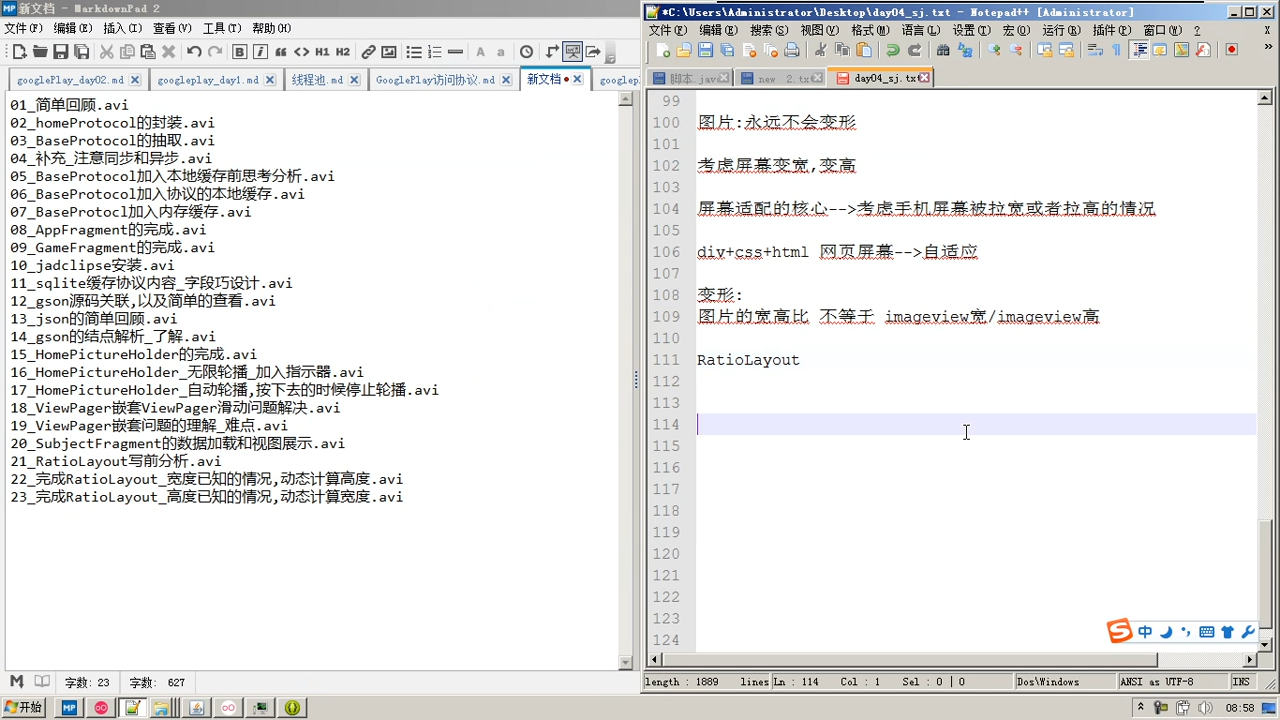 新文档 - MarkdownPad 2
文件(F) 编辑(E) 插入(I) 查看(V) 工具(T) 帮助(H)
B I H1 H2 A a
googlePlay_day02.md googleplay_day1.md 线程池.md GooglePlay访问协议.md 新文档 googlep
01_简单回顾.avi
02_homeProtocol的封装.avi
03_BaseProtocol的抽取.avi
04_补充_注意同步和异步.avi
05_BaseProtocol加入本地缓存前思考分析.avi
06_BaseProtocol加入协议的本地缓存.avi
07_BaseProtocl加入内存缓存.avi
08_AppFragment的完成.avi
09_GameFragment的完成.avi
10_jadclipse安装.avi
11_sqlite缓存协议内容_字段巧设计.avi
12_gson源码关联,以及简单的查看.avi
13_json的简单回顾.avi
14_gson的结点解析_了解.avi
15_HomePictureHolder的完成.avi
16_HomePictureHolder_无限轮播_加入指示器.avi
17_HomePictureHolder_自动轮播,按下去的时候停止轮播.avi
18_ViewPager嵌套ViewPager滑动问题解决.avi
19_ViewPager嵌套问题的理解_难点.avi
20_SubjectFragment的数据加载和视图展示.avi
21_RatioLayout写前分析.avi
22_完成RatioLayout_宽度已知的情况,动态计算高度.avi
23_完成RatioLayout_高度已知的情况,动态计算宽度.avi
字数: 23 字数: 627
*C:\Users\Administrator\Desktop\day04_sj.txt - Notepad++ [Administrator]
文件(F) 编辑(E) 搜索(S) 视图(V) 格式(M) 语言(L) 设置(T) 宏(O) 运行(R) 插件(P) 窗口(W) ?
脚本.java new 2.txt day04_sj.txt
99
100 图片:永远不会变形
101
102 考虑屏幕变宽,变高
103
104 屏幕适配的核心-->考虑手机屏幕被拉宽或者拉高的情况
105
106 div+css+html 网页屏幕-->自适应
107
108 变形:
109 图片的宽高比 不等于 imageview宽/imageview高
110
111 RatioLayout
112
113
114
115
116
117
118
119
120
121
122
123
124
中
length : 1889 lines Ln : 114 Col : 1 Sel : 0 | 0 Dos\Windows ANSI as UTF-8 INS
开始 08:58